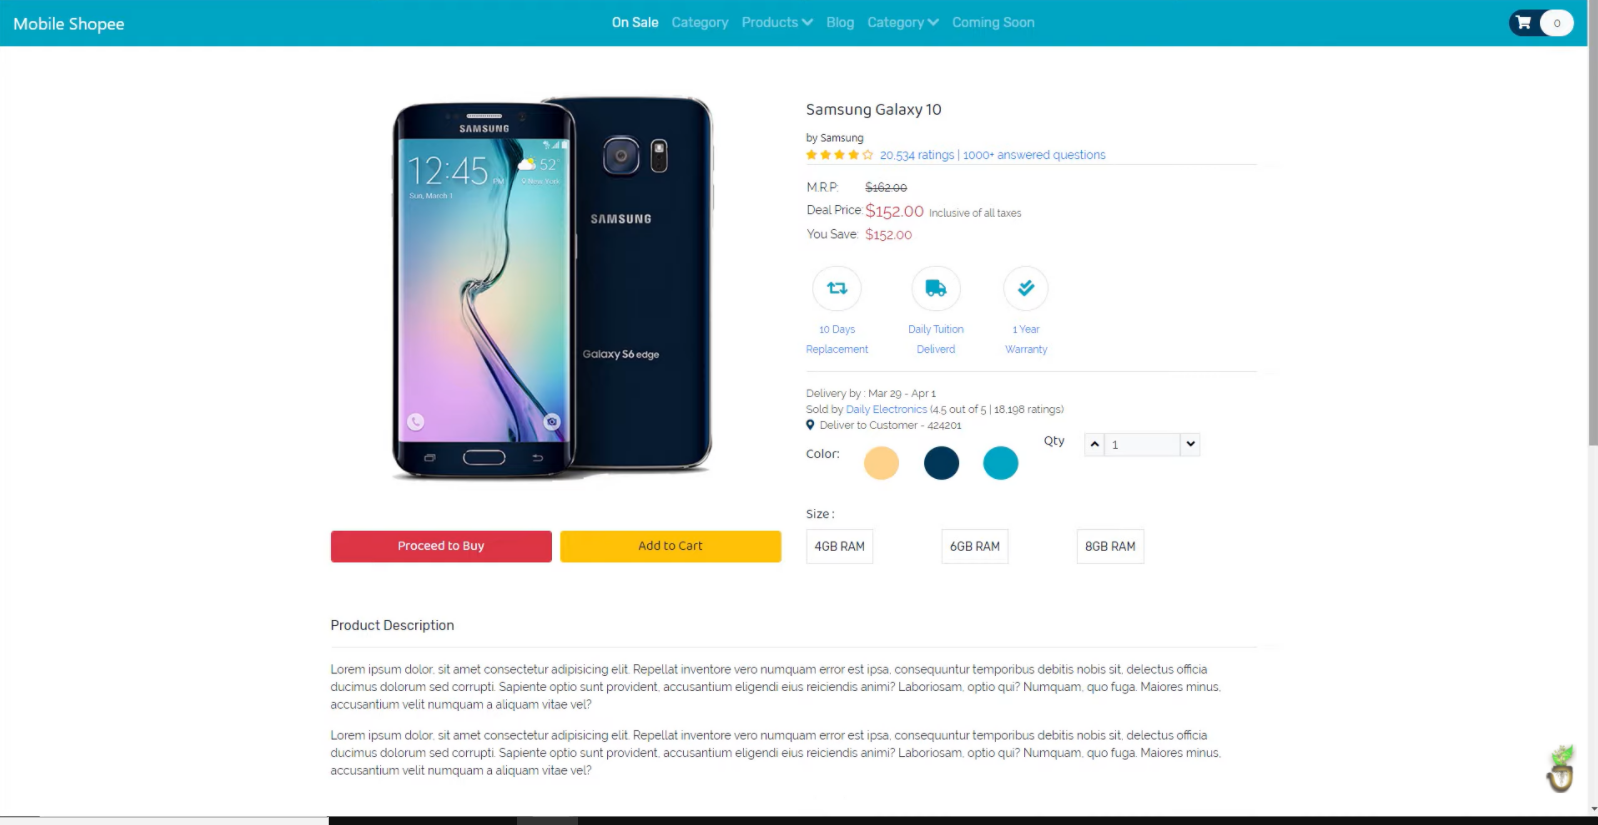 Mobile Shopee
On Sale Category Products Blog Category Coming Soon
0
SAMSUNG
12:45 PM
Sun, March 1
52°
New York
SAMSUNG
Galaxy S6 edge
Proceed to Buy
Add to Cart
Samsung Galaxy 10
by Samsung
20,534 ratings | 1000+ answered questions
M.R.P: $162.00
Deal Price: $152.00 Inclusive of all taxes
You Save: $152.00
10 Days
Replacement
Daily Tuition
Deliverd
1 Year
Warranty
Delivery by : Mar 29 - Apr 1
Sold by Daily Electronics (4.5 out of 5 | 18,198 ratings)
Deliver to Customer - 424201
Color:
Qty 1
Size :
4GB RAM 6GB RAM 8GB RAM
Product Description
Lorem ipsum dolor, sit amet consectetur adipisicing elit. Repellat inventore vero numquam error est ipsa, consequuntur temporibus debitis nobis sit, delectus officia
ducimus dolorum sed corrupti. Sapiente optio sunt provident, accusantium eligendi eius reiciendis animi? Laboriosam, optio qui? Numquam, quo fuga. Maiores minus,
accusantium velit numquam a aliquam vitae vel?
Lorem ipsum dolor, sit amet consectetur adipisicing elit. Repellat inventore vero numquam error est ipsa, consequuntur temporibus debitis nobis sit, delectus officia
ducimus dolorum sed corrupti. Sapiente optio sunt provident, accusantium eligendi eius reiciendis animi? Laboriosam, optio qui? Numquam, quo fuga. Maiores minus,
accusantium velit numquam a aliquam vitae vel?